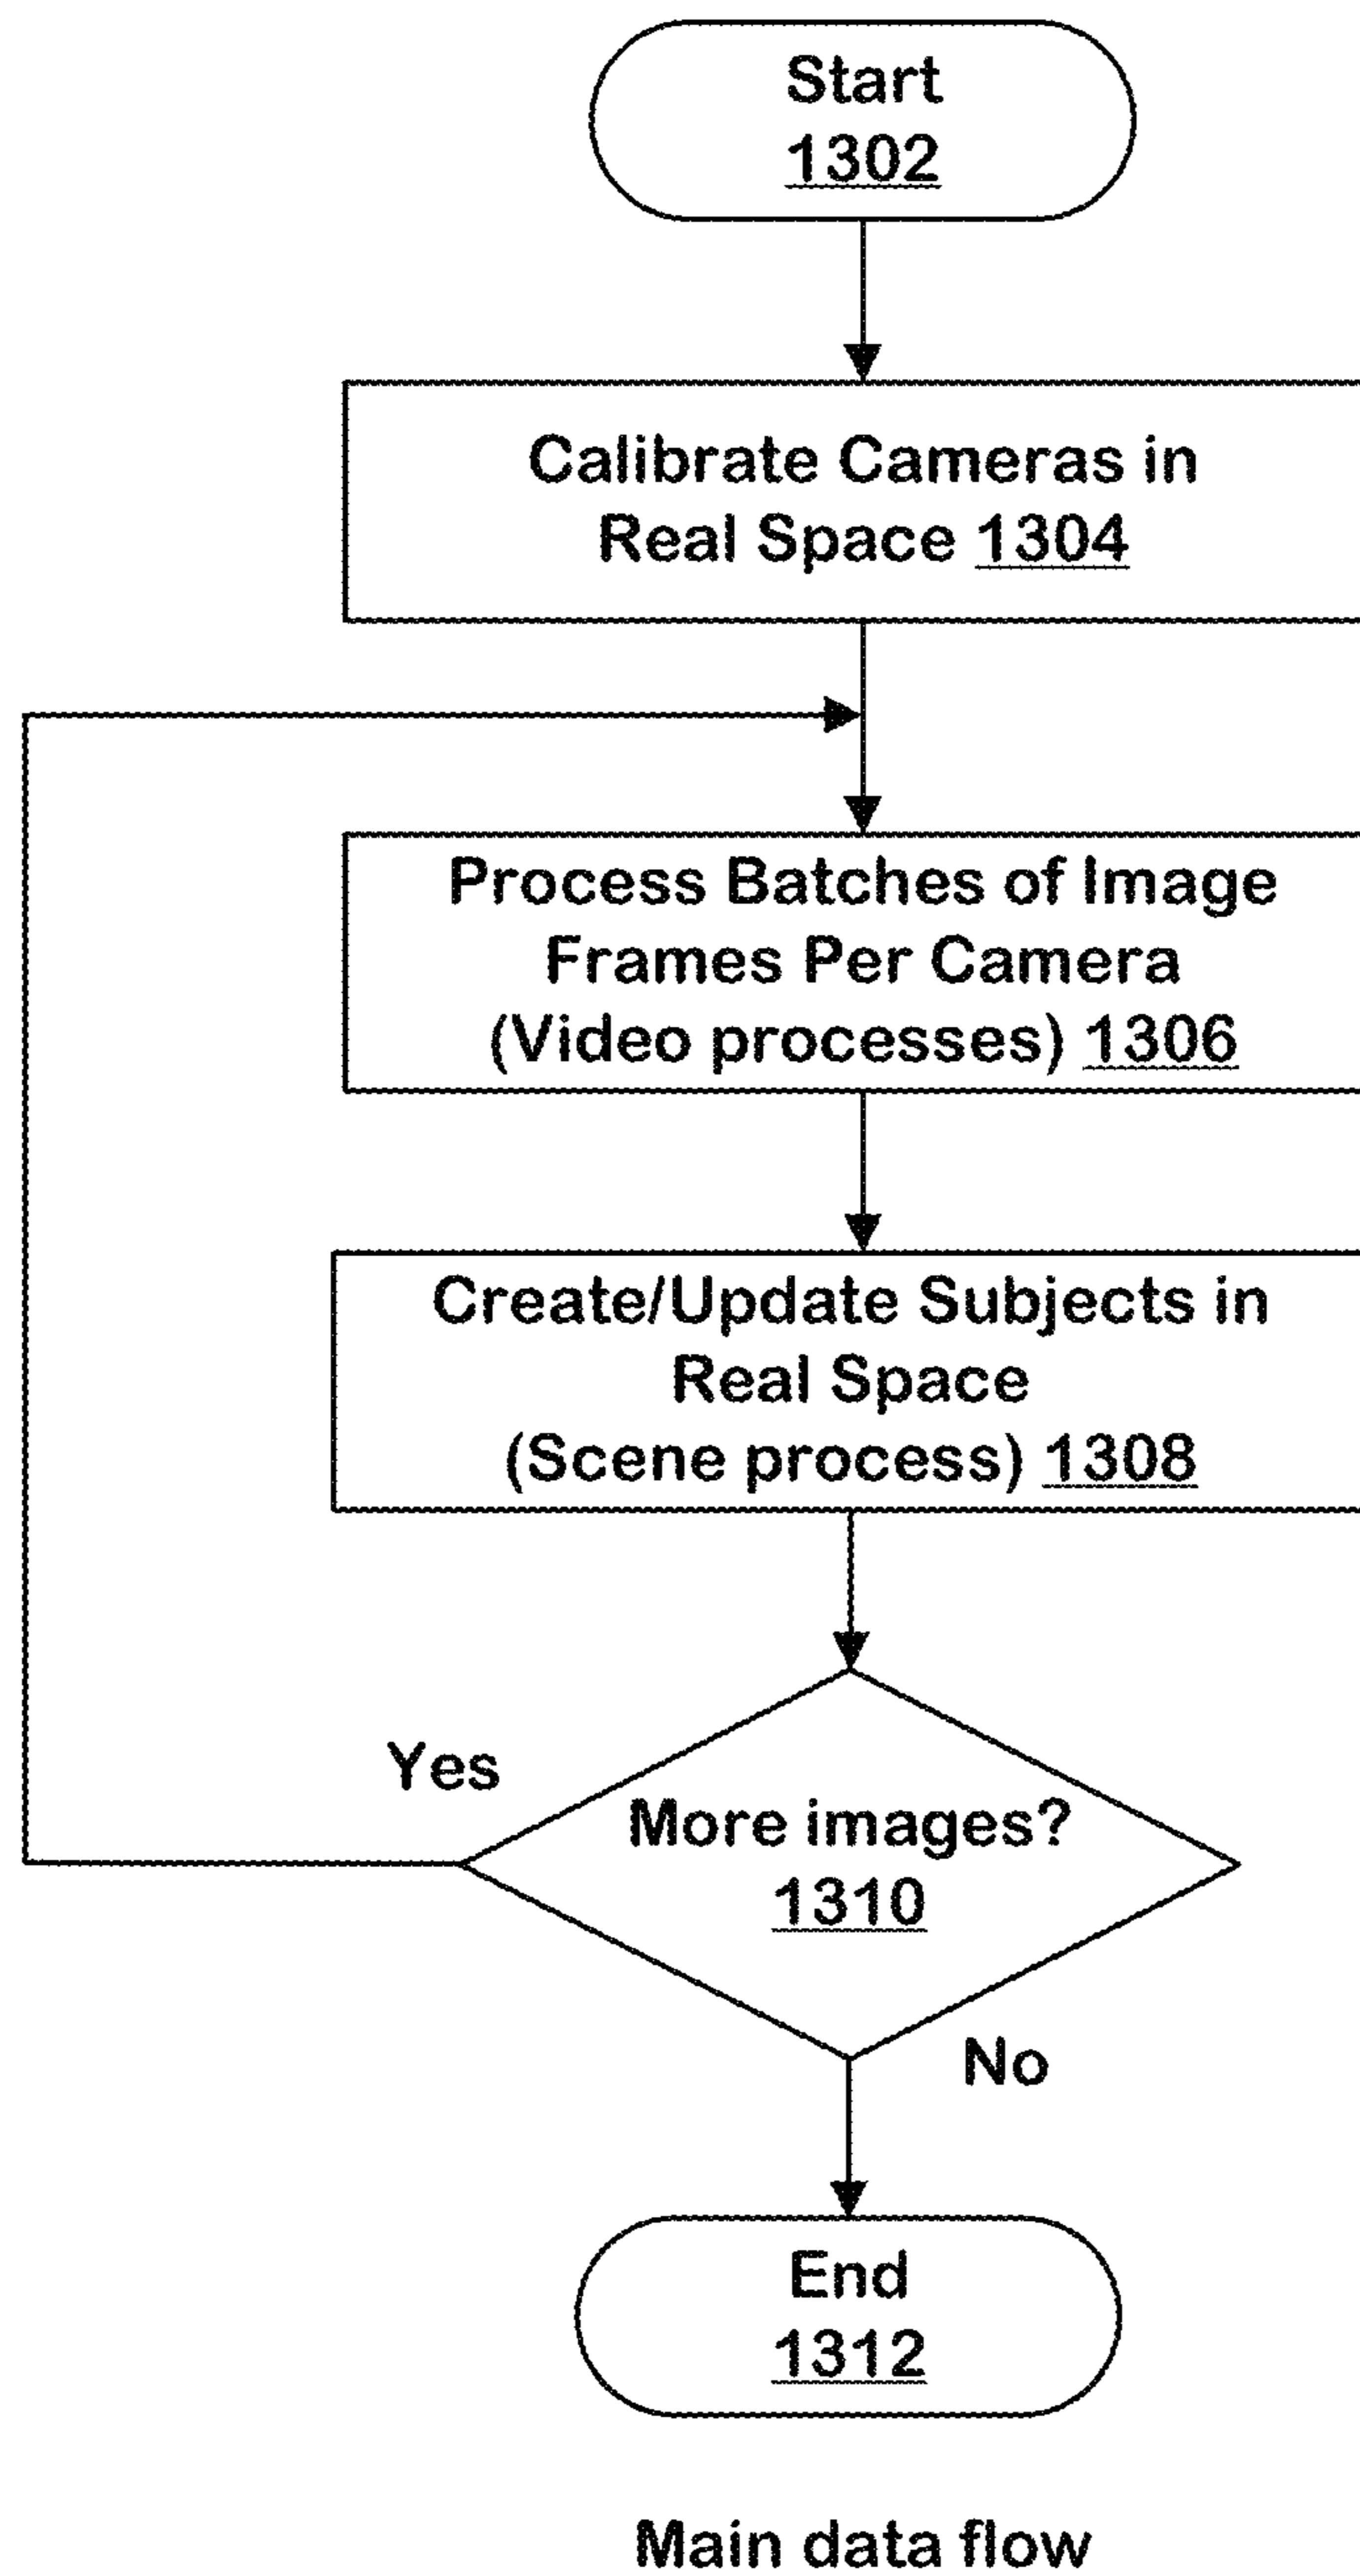 Start
1302
Calibrate Cameras in
Real Space 1304
Process Batches of Image
Frames Per Camera
(Video processes) 1306
Create/Update Subjects in
Real Space
(Scene process) 1308
Yes
More images?
1310
No
End
1312
Main data flow